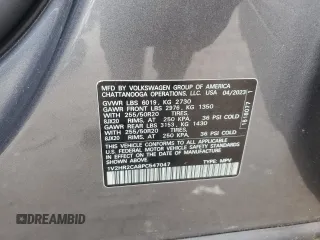 MFD BY VOLKSWAGEN GROUP OF AMERICA
CHATTANOOGA OPERATIONS, LLC. USA 04/2023
GVWR LBS 6019, KG 2730
GAWR FRONT LBS 2976, KG 1350
WITH TIRES 255/50R20 RIMS
8JX20 AT 250 KPA, 36 PSI COLD
GAWR REAR LBS 3153, KG 1430
WITH TIRES 255/50R20 RIMS
8JX20 AT 250 KPA, 36 PSI COLD
THIS VEHICLE CONFORMS TO ALL APPLICABLE
FEDERAL MOTOR VEHICLE SAFETY STANDARDS
IN EFFECT ON THE DATE OF MANUFACTURE
SHOWN ABOVE.
TYPE: MPV
© AutoBidMaster